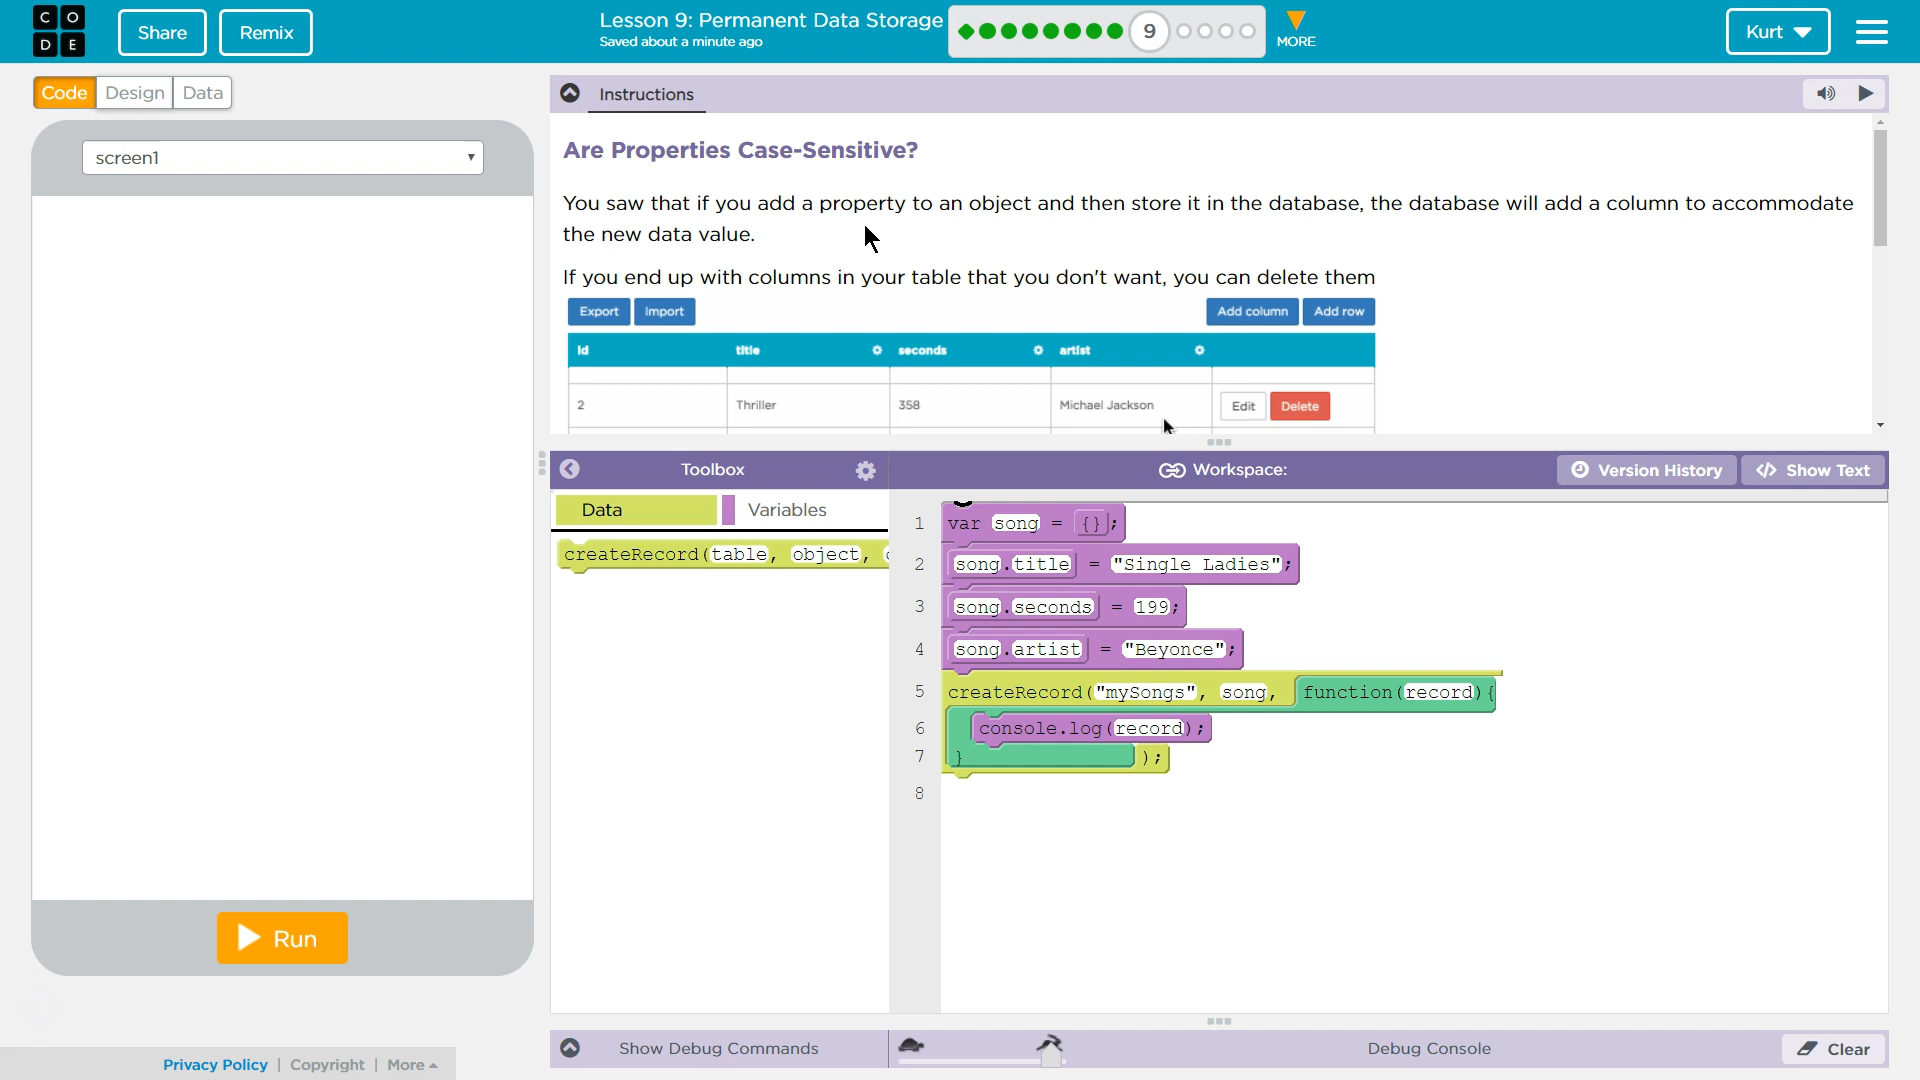 C O
D E
Share
Remix
Lesson 9: Permanent Data Storage
Saved about a minute ago
9
MORE
Kurt
Code
Design
Data
screen1
Instructions
Are Properties Case-Sensitive?
You saw that if you add a property to an object and then store it in the database, the database will add a column to accommodate
the new data value.
If you end up with columns in your table that you don't want, you can delete them
Export
Import
Add column
Add row
id
title
seconds
artist
2
Thriller
358
Michael Jackson
Edit
Delete
Toolbox
Workspace:
Version History
</> Show Text
Data
Variables
createRecord(table, object,
1 var song = {};
2 song.title = "Single Ladies";
3 song.seconds = 199;
4 song.artist = "Beyonce";
5 createRecord("mySongs", song, function(record){
6 console.log(record);
7 } );
8
Run
Show Debug Commands
Debug Console
Clear
Privacy Policy | Copyright | More